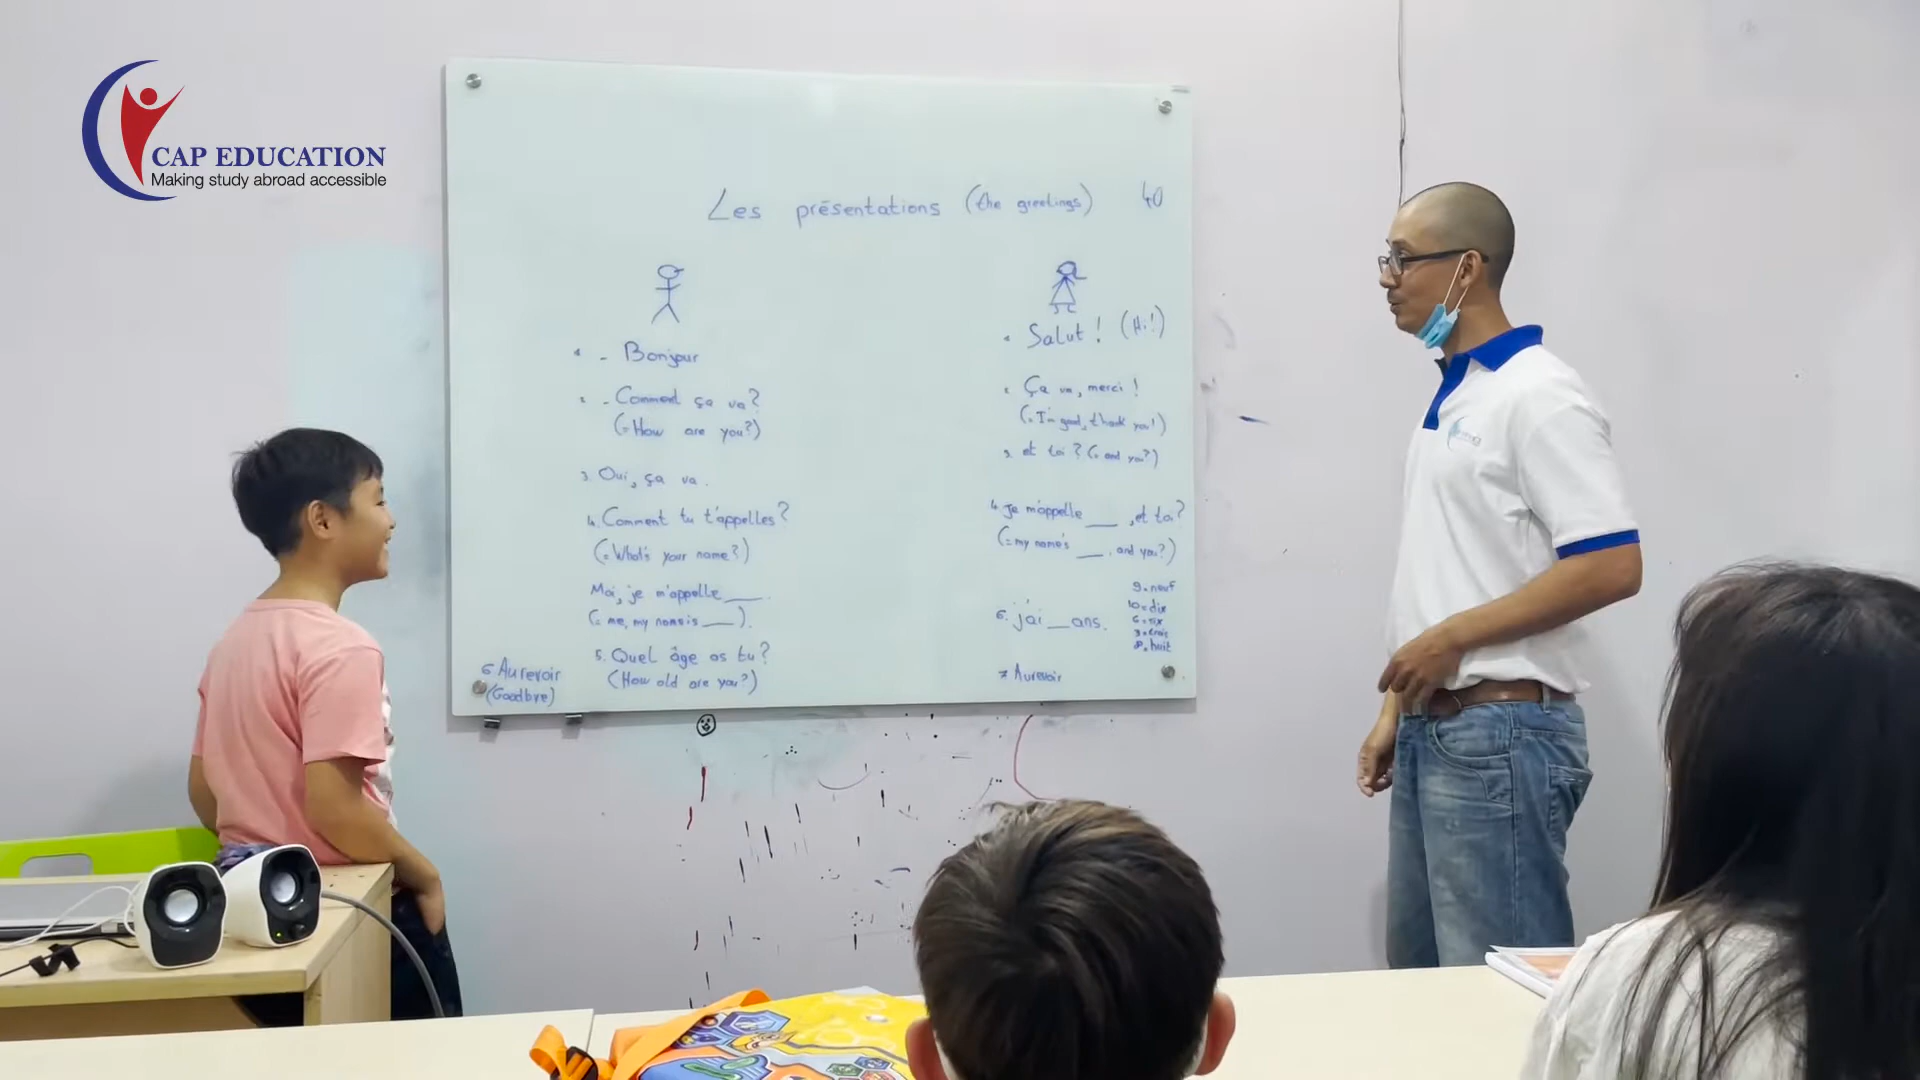 CAP EDUCATION
Making study abroad accessible
Les présentations (the greetings) 40
- Bonjour
- Comment ça va?
(= How are you?)
3. Oui, ça va.
4. Comment tu t'appelles?
(= What's your name?)
Moi, je m'appelle ___.
(= me, my name is ___).
5. Quel âge as tu?
(How old are you?)
6 Aurevoir
(Goodbye)
Salut! (Hi!)
Ça va, merci!
(= I'm good, thank you!)
et toi? (= and you?)
4. Je m'appelle ___, et toi?
(= my name's ___, and you?)
6. j'ai ___ ans.
9 = neuf
10 = dix
6 = six
3 = trois
8 = huit
7 Aurevoir